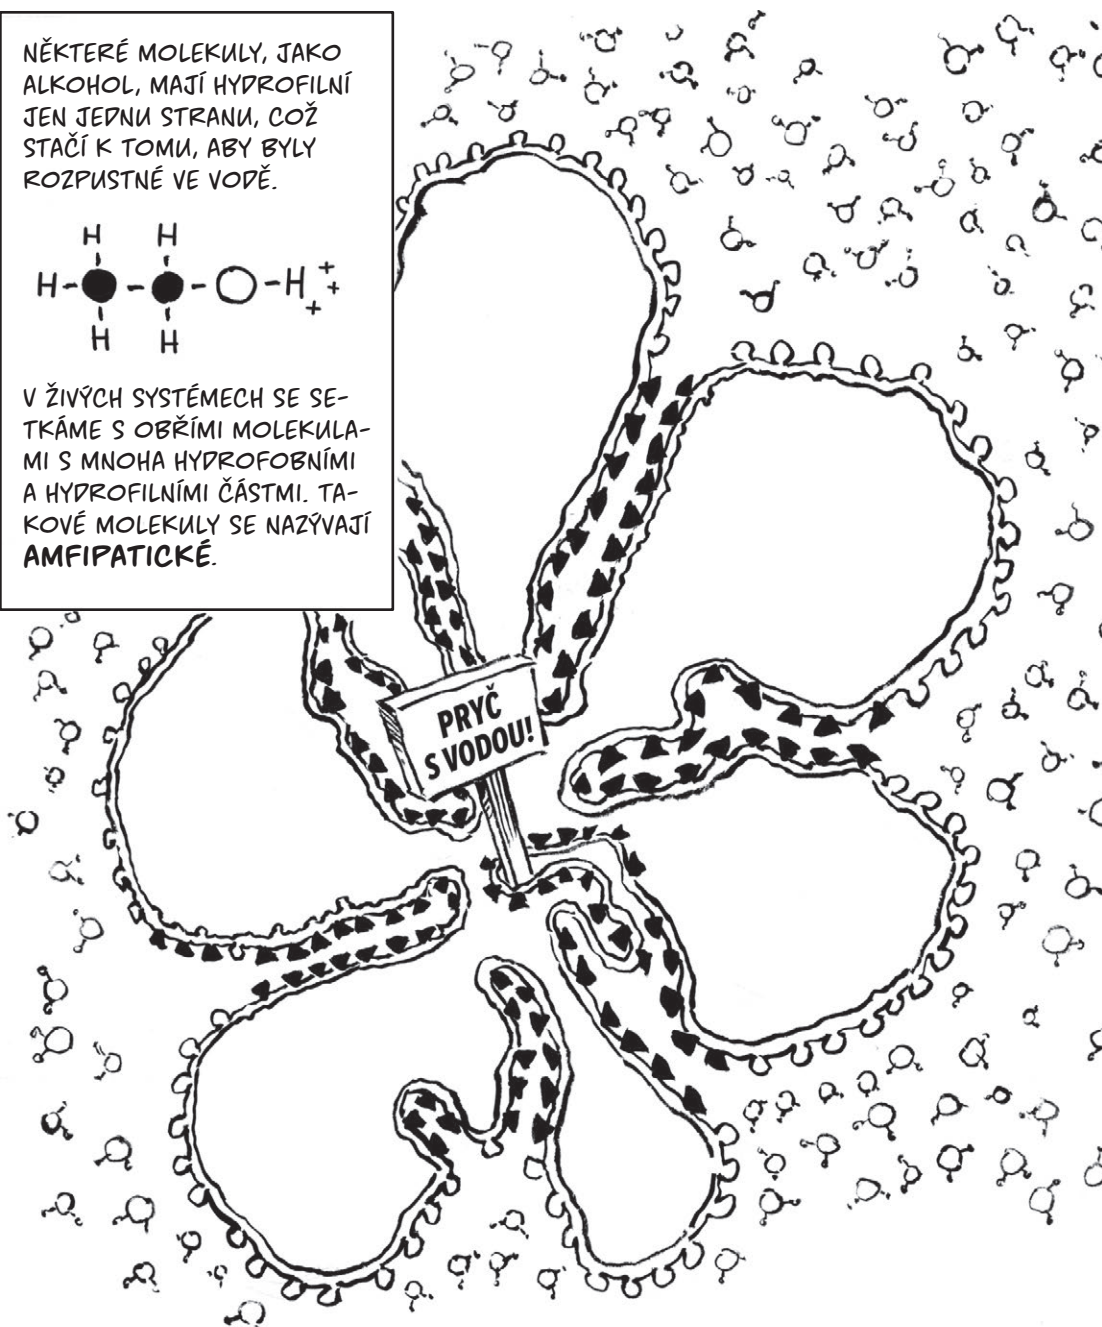 NĚKTERÉ MOLEKULY, JAKO
ALKOHOL, MAJÍ HYDROFILNÍ
JEN JEDNU STRANU, COŽ
STAČÍ K TOMU, ABY BYLY
ROZPUSTNÉ VE VODĚ.
H H
H - - - H + + +
H H
V ŽIVÝCH SYSTÉMECH SE SE-
TKÁME S OBŘÍMI MOLEKULA-
MI S MNOHA HYDROFOBNÍMI
A HYDROFILNÍMI ČÁSTMI. TA-
KOVÉ MOLEKULY SE NAZÝVAJÍ
AMFIPATICKÉ.
PRYČ
S VODOU!